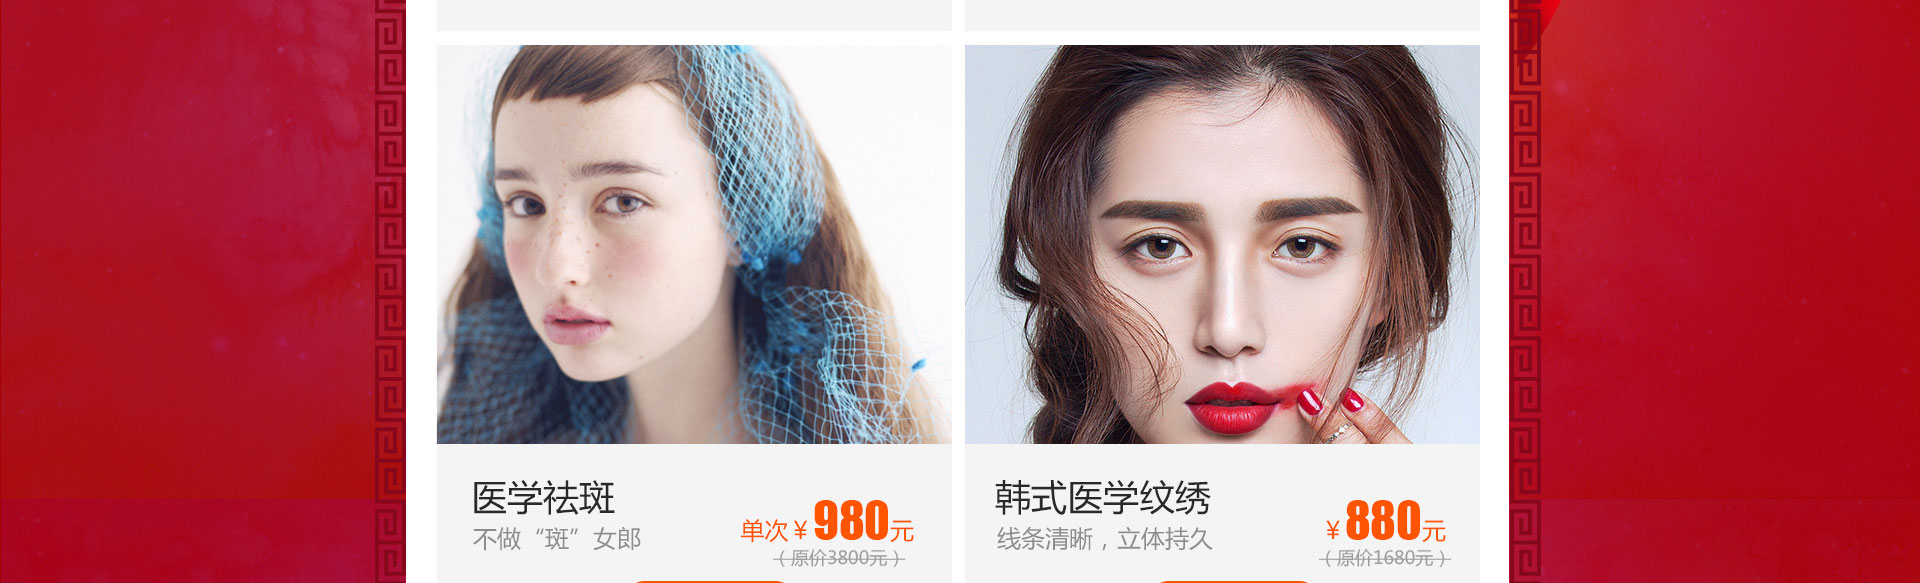 医学祛斑
不做“斑”女郎
单次￥980元
（原价3800元）
韩式医学纹绣
线条清晰，立体持久
￥880元
（原价1680元）